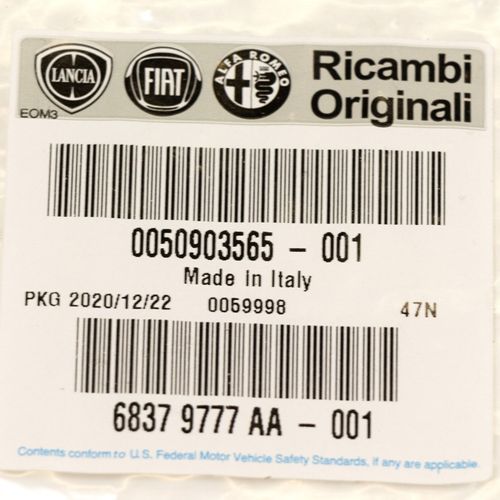 LANCIA FIAT ALFA ROMEO Ricambi
Originali
EOM3
0050903565 - 001
Made in Italy
PKG 2020/12/22 0059998 47N
6837 9777 AA - 001
Contents conform to U.S. Federal Motor Vehicle Safety Standards, if any are applicable.